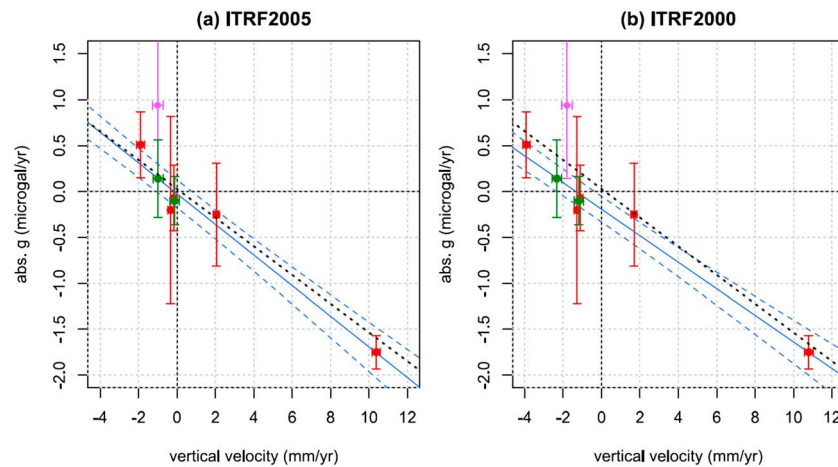 (a) ITRF2005
(b) ITRF2000
abs. g (microgal/yr)
1.5
1.0
0.5
0.0
-0.5
-1.0
-1.5
-2.0
-4 -2 0 2 4 6 8 10 12
vertical velocity (mm/yr)
abs. g (microgal/yr)
1.5
1.0
0.5
0.0
-0.5
-1.0
-1.5
-2.0
-4 -2 0 2 4 6 8 10 12
vertical velocity (mm/yr)